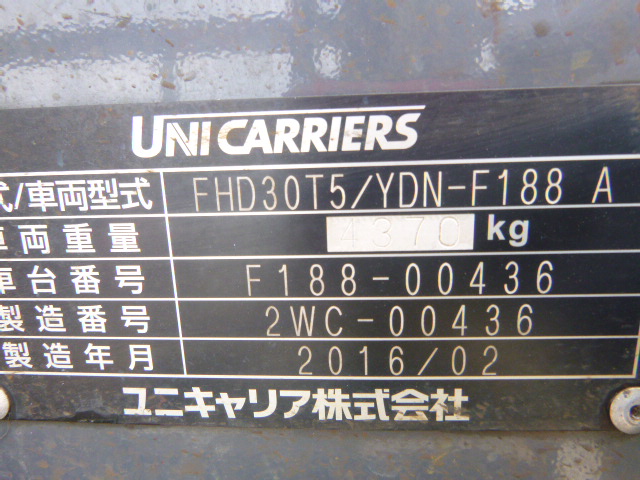 UNICARRIERS
式/車両型式 FHD30T5/YDN-F188 A
車両重量 4370 kg
車台番号 F188-00436
製造番号 2WC-00436
製造年月 2016/02
ユニキャリア株式会社